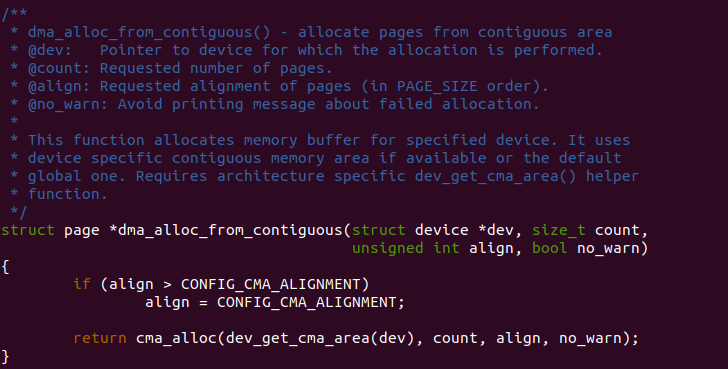 /**
 * dma_alloc_from_contiguous() - allocate pages from contiguous area
 * @dev:   Pointer to device for which the allocation is performed.
 * @count: Requested number of pages.
 * @align: Requested alignment of pages (in PAGE_SIZE order).
 * @no_warn: Avoid printing message about failed allocation.
 *
 * This function allocates memory buffer for specified device. It uses
 * device specific contiguous memory area if available or the default
 * global one. Requires architecture specific dev_get_cma_area() helper
 * function.
 */
struct page *dma_alloc_from_contiguous(struct device *dev, size_t count,
                                       unsigned int align, bool no_warn)
{
        if (align > CONFIG_CMA_ALIGNMENT)
                align = CONFIG_CMA_ALIGNMENT;

        return cma_alloc(dev_get_cma_area(dev), count, align, no_warn);
}